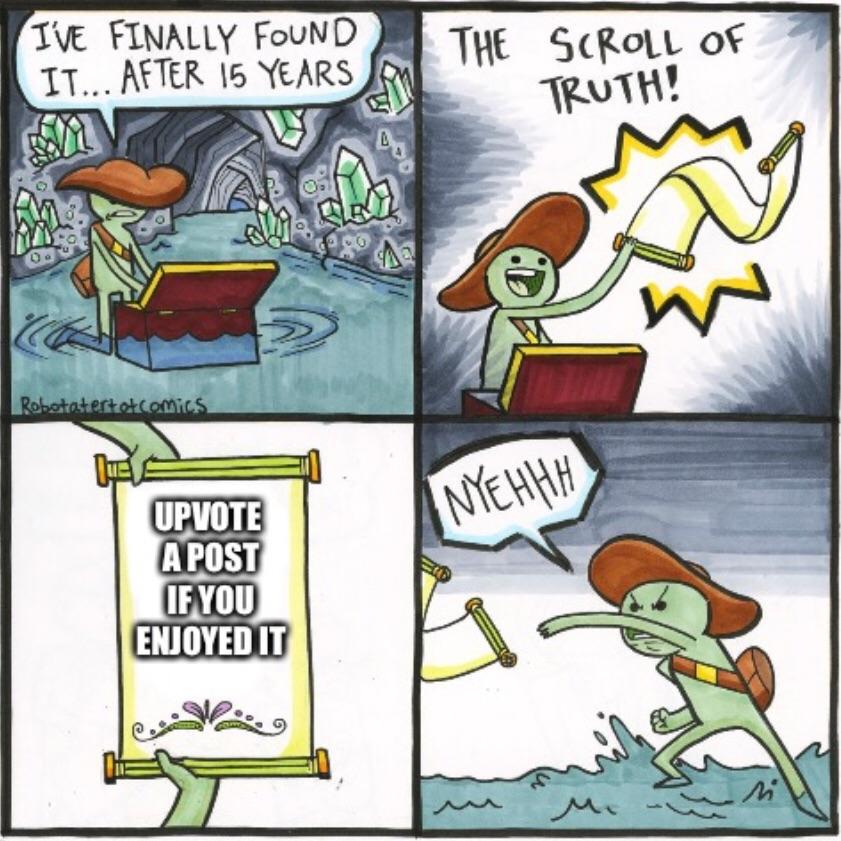 I'VE FINALLY FOUND
IT... AFTER 15 YEARS
THE SCROLL OF
TRUTH!
Robotatertotcomics
UPVOTE
A POST
IF YOU
ENJOYED IT
NYEHHH